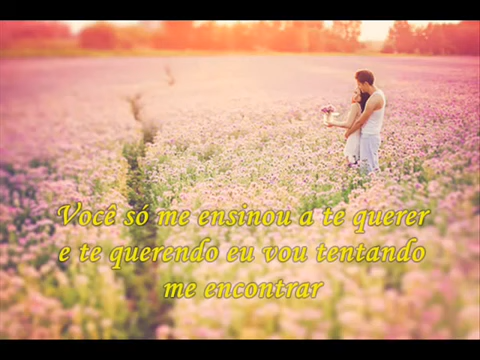 Você só me ensinou a te querer
e te querendo eu vou tentando
me encontrar